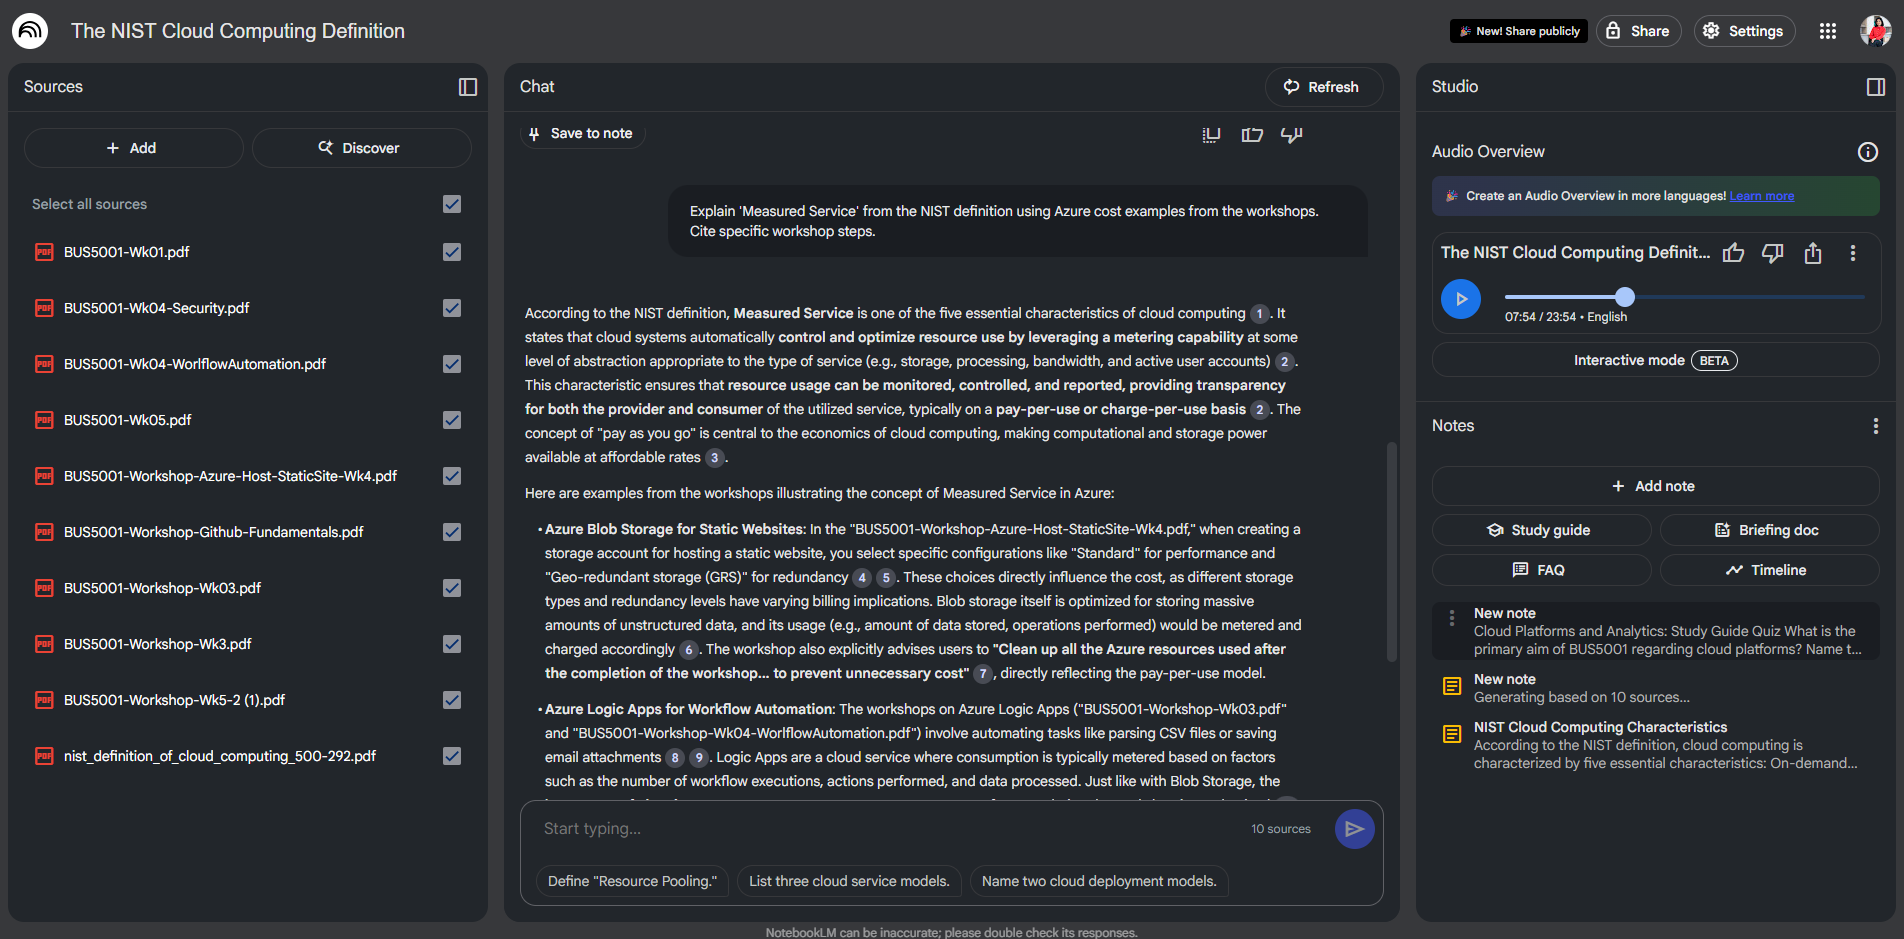 The NIST Cloud Computing Definition
New! Share publicly
Share
Settings
Sources
Add
Discover
Select all sources
BUS5001-Wk01.pdf
BUS5001-Wk04-Security.pdf
BUS5001-Wk04-WorlflowAutomation.pdf
BUS5001-Wk05.pdf
BUS5001-Workshop-Azure-Host-StaticSite-Wk4.pdf
BUS5001-Workshop-Github-Fundamentals.pdf
BUS5001-Workshop-Wk03.pdf
BUS5001-Workshop-Wk3.pdf
BUS5001-Workshop-Wk5-2 (1).pdf
nist_definition_of_cloud_computing_500-292.pdf
Chat
Refresh
Save to note
Explain 'Measured Service' from the NIST definition using Azure cost examples from the workshops.
Cite specific workshop steps.
According to the NIST definition, Measured Service is one of the five essential characteristics of cloud computing 1. It
states that cloud systems automatically control and optimize resource use by leveraging a metering capability at some
level of abstraction appropriate to the type of service (e.g., storage, processing, bandwidth, and active user accounts) 2.
This characteristic ensures that resource usage can be monitored, controlled, and reported, providing transparency
for both the provider and consumer of the utilized service, typically on a pay-per-use or charge-per-use basis 2. The
concept of "pay as you go" is central to the economics of cloud computing, making computational and storage power
available at affordable rates 3.
Here are examples from the workshops illustrating the concept of Measured Service in Azure:
• Azure Blob Storage for Static Websites: In the "BUS5001-Workshop-Azure-Host-StaticSite-Wk4.pdf," when creating a
storage account for hosting a static website, you select specific configurations like "Standard" for performance and
"Geo-redundant storage (GRS)" for redundancy 4 5. These choices directly influence the cost, as different storage
types and redundancy levels have varying billing implications. Blob storage itself is optimized for storing massive
amounts of unstructured data, and its usage (e.g., amount of data stored, operations performed) would be metered and
charged accordingly 6. The workshop also explicitly advises users to "Clean up all the Azure resources used after
the completion of the workshop... to prevent unnecessary cost" 7, directly reflecting the pay-per-use model.
• Azure Logic Apps for Workflow Automation: The workshops on Azure Logic Apps ("BUS5001-Workshop-Wk03.pdf"
and "BUS5001-Workshop-Wk04-WorlflowAutomation.pdf") involve automating tasks like parsing CSV files or saving
email attachments 8 9. Logic Apps are a cloud service where consumption is typically metered based on factors
such as the number of workflow executions, actions performed, and data processed. Just like with Blob Storage, the
Start typing...
10 sources
Define "Resource Pooling."
List three cloud service models.
Name two cloud deployment models.
NotebookLM can be inaccurate; please double check its responses.
Studio
Audio Overview
Create an Audio Overview in more languages! Learn more
The NIST Cloud Computing Definit...
07:54 / 23:54 • English
Interactive mode BETA
Notes
Add note
Study guide
Briefing doc
FAQ
Timeline
New note
Cloud Platforms and Analytics: Study Guide Quiz What is the
primary aim of BUS5001 regarding cloud platforms? Name t...
New note
Generating based on 10 sources...
NIST Cloud Computing Characteristics
According to the NIST definition, cloud computing is
characterized by five essential characteristics: On-demand...